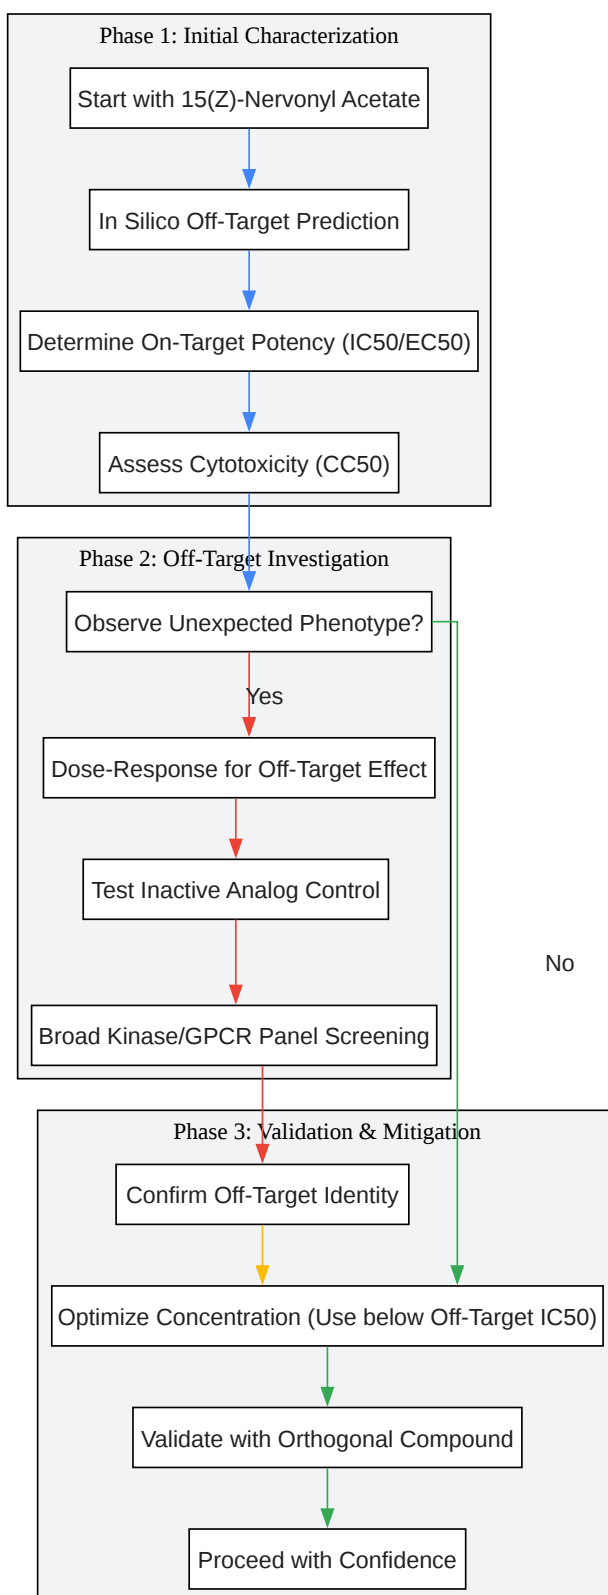 Phase 1: Initial Characterization
Start with 15(Z)-Nervonyl Acetate
In Silico Off-Target Prediction
Determine On-Target Potency (IC50/EC50)
Assess Cytotoxicity (CC50)
Phase 2: Off-Target Investigation
Observe Unexpected Phenotype?
Yes
Dose-Response for Off-Target Effect
Test Inactive Analog Control
No
Broad Kinase/GPCR Panel Screening
Phase 3: Validation & Mitigation
Confirm Off-Target Identity
Optimize Concentration (Use below Off-Target IC50)
Validate with Orthogonal Compound
Proceed with Confidence